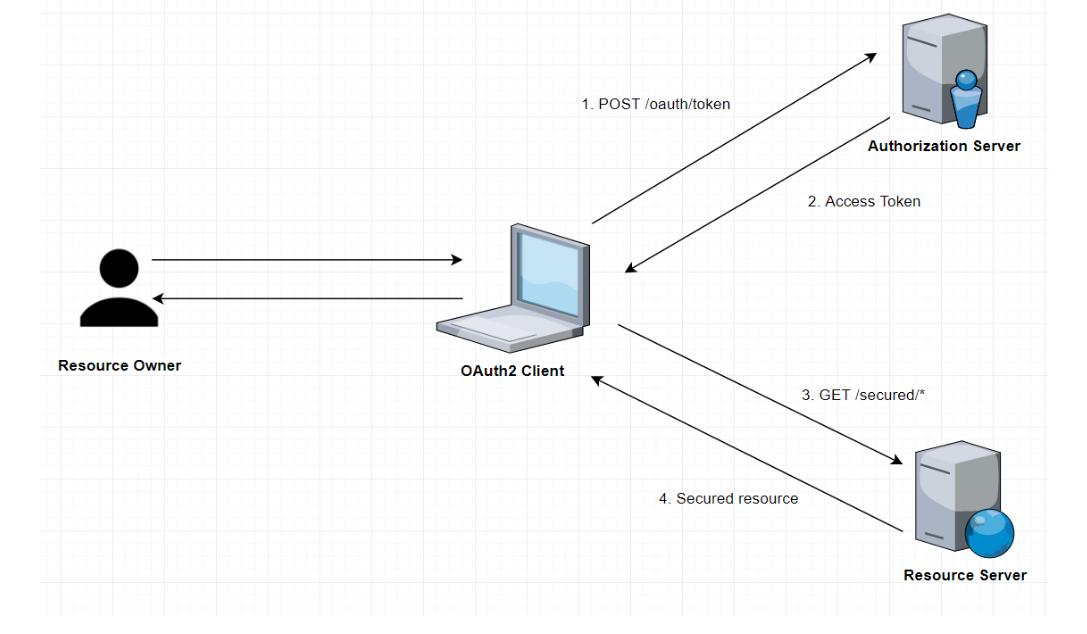 1. POST /oauth/token
Authorization Server
2. Access Token
Resource Owner
OAuth2 Client
3. GET /secured/*
4. Secured resource
Resource Server